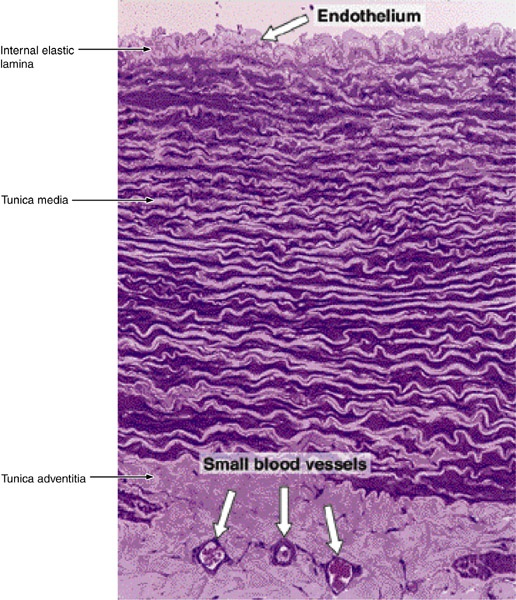 Endothelium
Internal elastic
lamina
Tunica media
Small blood vessels
Tunica adventitia